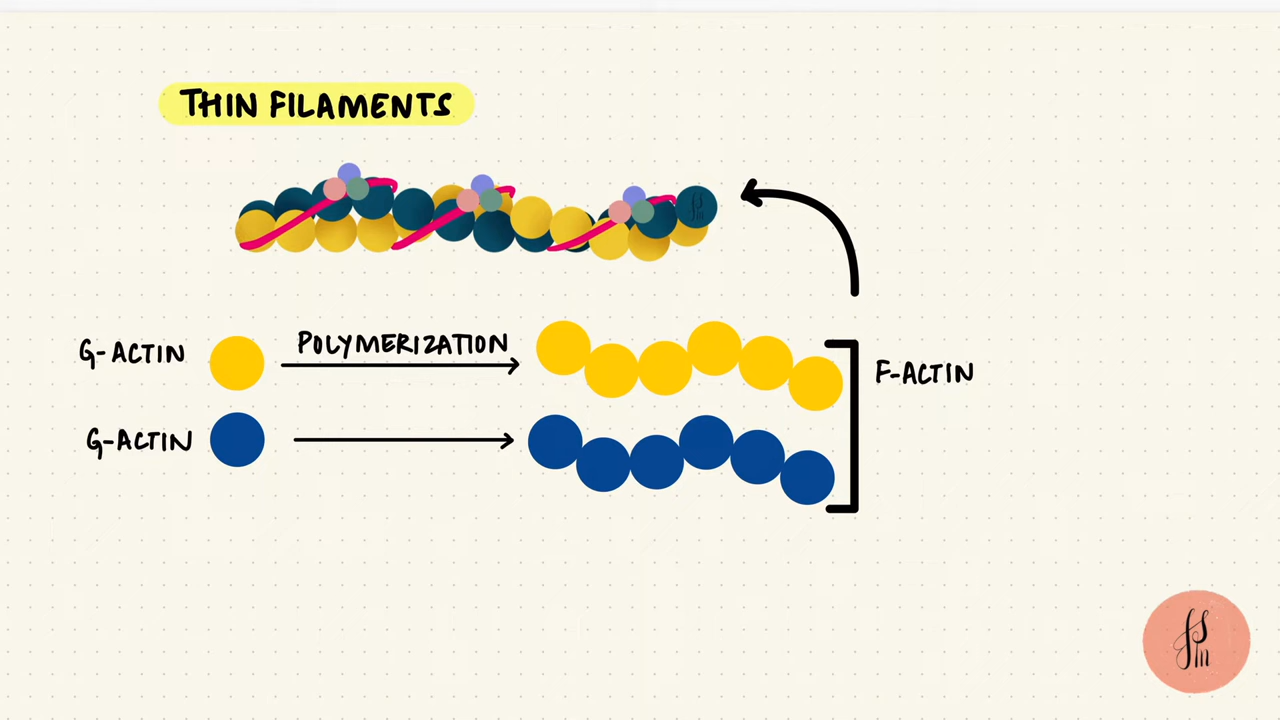 THIN FILAMENTS
G-ACTIN
POLYMERIZATION
F-ACTIN
G-ACTIN